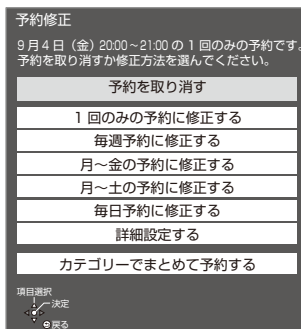 予約修正
9月4日（金）20:00～21:00の1回のみの予約です。
予約を取り消すか修正方法を選んでください。
予約を取り消す
1回のみの予約に修正する
毎週予約に修正する
月～金の予約に修正する
月～土の予約に修正する
毎日予約に修正する
詳細設定する
カテゴリーでまとめて予約する
項目選択
決定
戻る